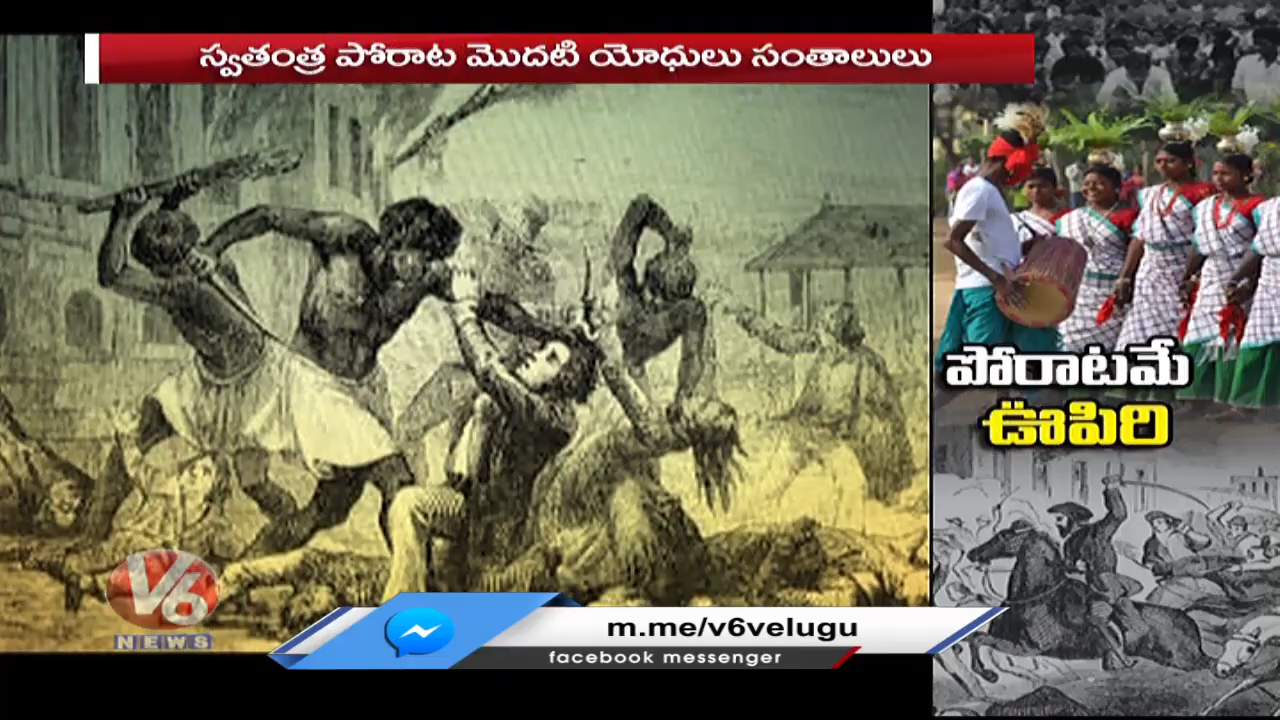 స్వతంత్ర పోరాట మొదటి యోధులు సంతాలులు
పోరాటమే
ఊపిరి
V6
NEWS
m.me/v6velugu
facebook messenger